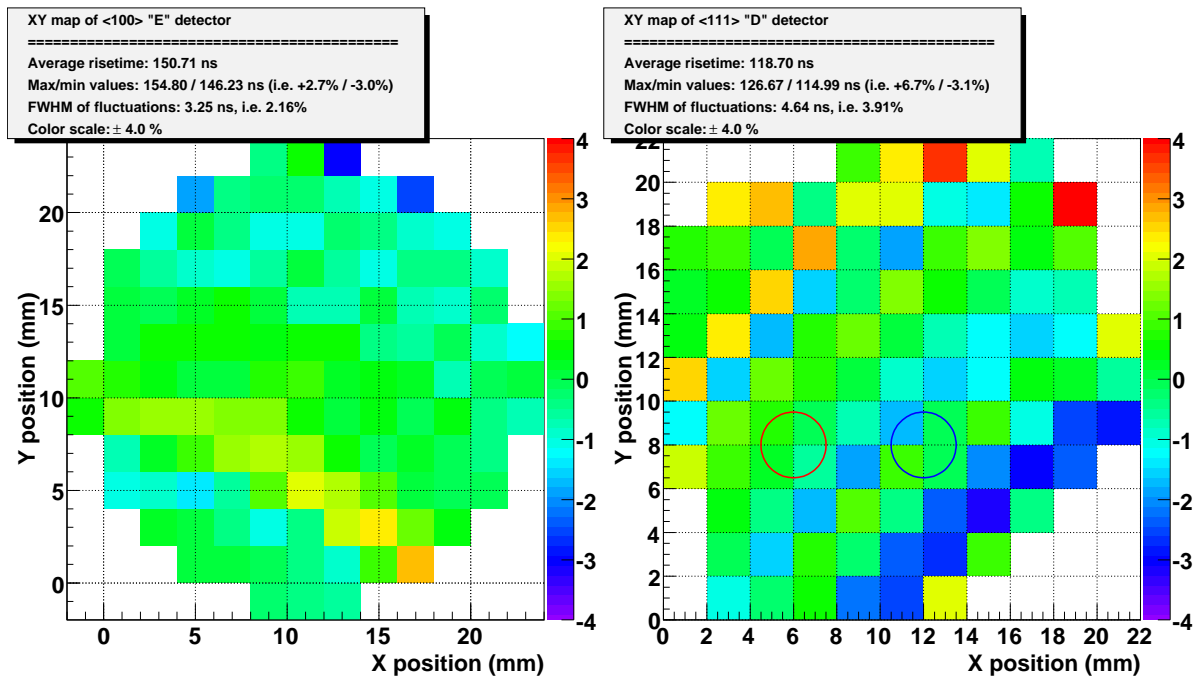 XY map of <100> "E" detector
============================================
Average risetime: 150.71 ns
Max/min values: 154.80 / 146.23 ns (i.e. +2.7% / -3.0%)
FWHM of fluctuations: 3.25 ns, i.e. 2.16%
Color scale: ± 4.0 %
Y position (mm)
20
15
10
5
0
0 5 10 15 20
X position (mm)
4
3
2
1
0
-1
-2
-3
-4
XY map of <111> "D" detector
============================================
Average risetime: 118.70 ns
Max/min values: 126.67 / 114.99 ns (i.e. +6.7% / -3.1%)
FWHM of fluctuations: 4.64 ns, i.e. 3.91%
Color scale: ± 4.0 %
Y position (mm)
22
20
18
16
14
12
10
8
6
4
2
0
0 2 4 6 8 10 12 14 16 18 20 22
X position (mm)
4
3
2
1
0
-1
-2
-3
-4